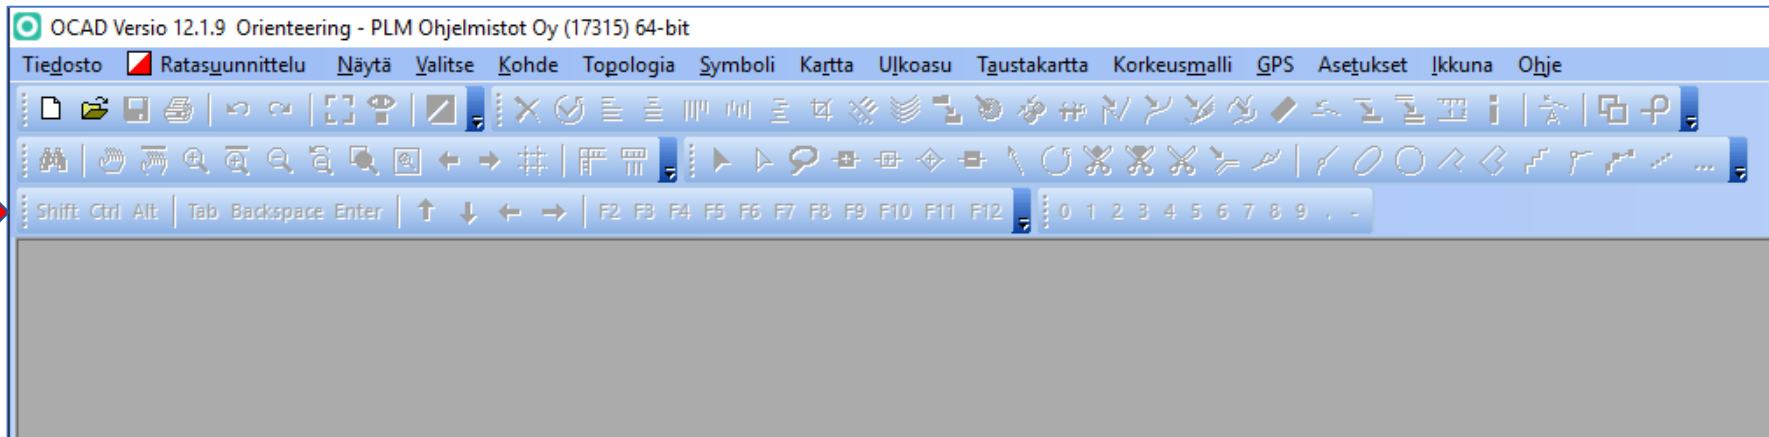 OCAD Versio 12.1.9 Orienteering - PLM Ohjelmistot Oy (17315) 64-bit
Tiedosto Ratasuunnittelu Näytä Valitse Kohde Topologia Symboli Kartta Ulkoasu Taustakartta Korkeusmalli GPS Asetukset Ikkuna Ohje
Shift Ctrl Alt Tab Backspace Enter F2 F3 F4 F5 F6 F7 F8 F9 F10 F11 F12 0 1 2 3 4 5 6 7 8 9 . -